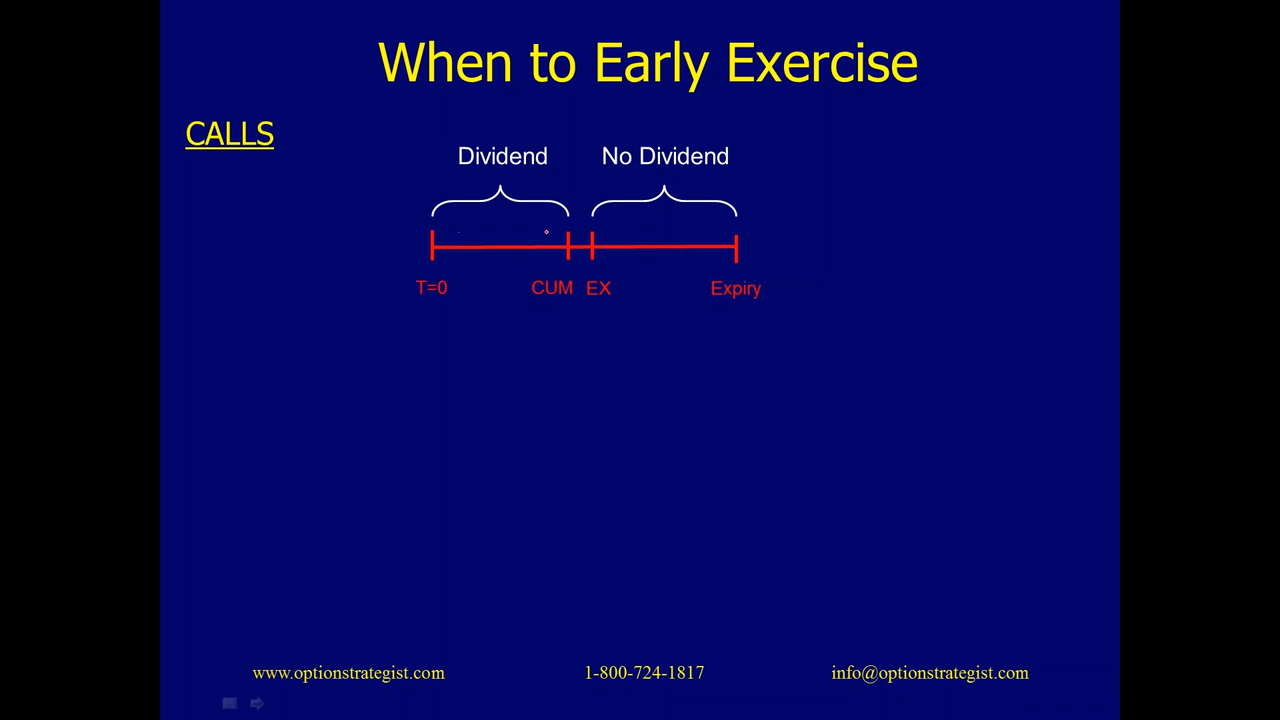 When to Early Exercise
CALLS
Dividend No Dividend
T=0 CUM EX Expiry
www.optionstrategist.com 1-800-724-1817 info@optionstrategist.com